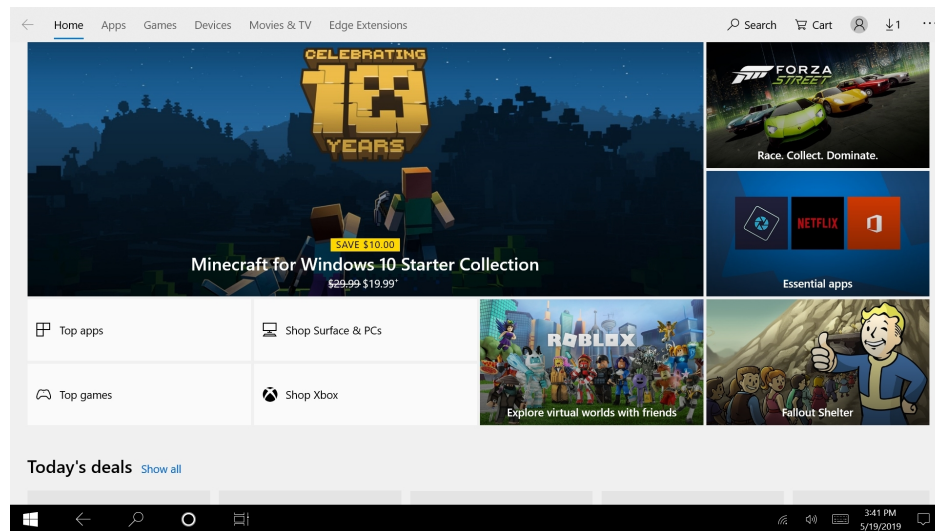 Home Apps Games Devices Movies & TV Edge Extensions Search Cart 1
CELEBRATING
10
YEARS
SAVE $10.00
Minecraft for Windows 10 Starter Collection
$29.99 $19.99+
FORZA
STREET
Race. Collect. Dominate.
NETFLIX
Essential apps
Top apps
Shop Surface & PCs
Top games
Shop Xbox
ROBLOX
Explore virtual worlds with friends
Fallout Shelter
Today's deals Show all
3:41 PM
5/19/2019